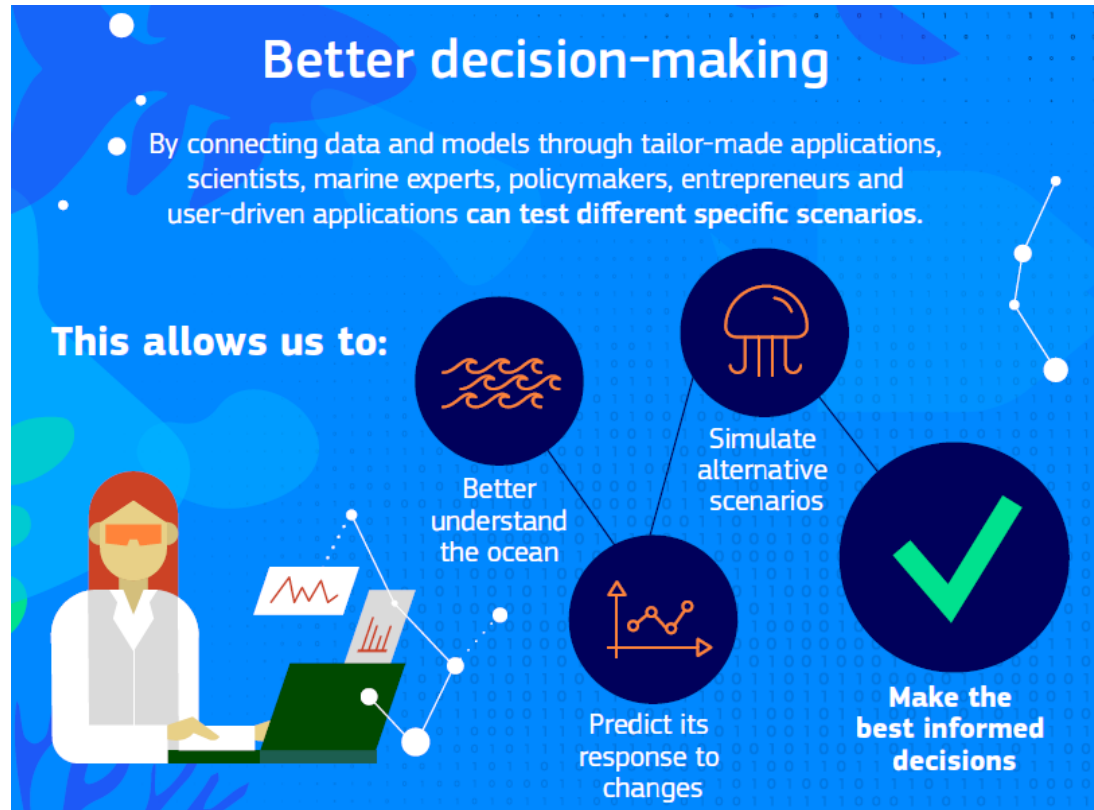 Better decision-making
By connecting data and models through tailor-made applications,
scientists, marine experts, policymakers, entrepreneurs and
user-driven applications can test different specific scenarios.
This allows us to:
Better
understand
the ocean
Predict its
response to
changes
Simulate
alternative
scenarios
Make the
best informed
decisions